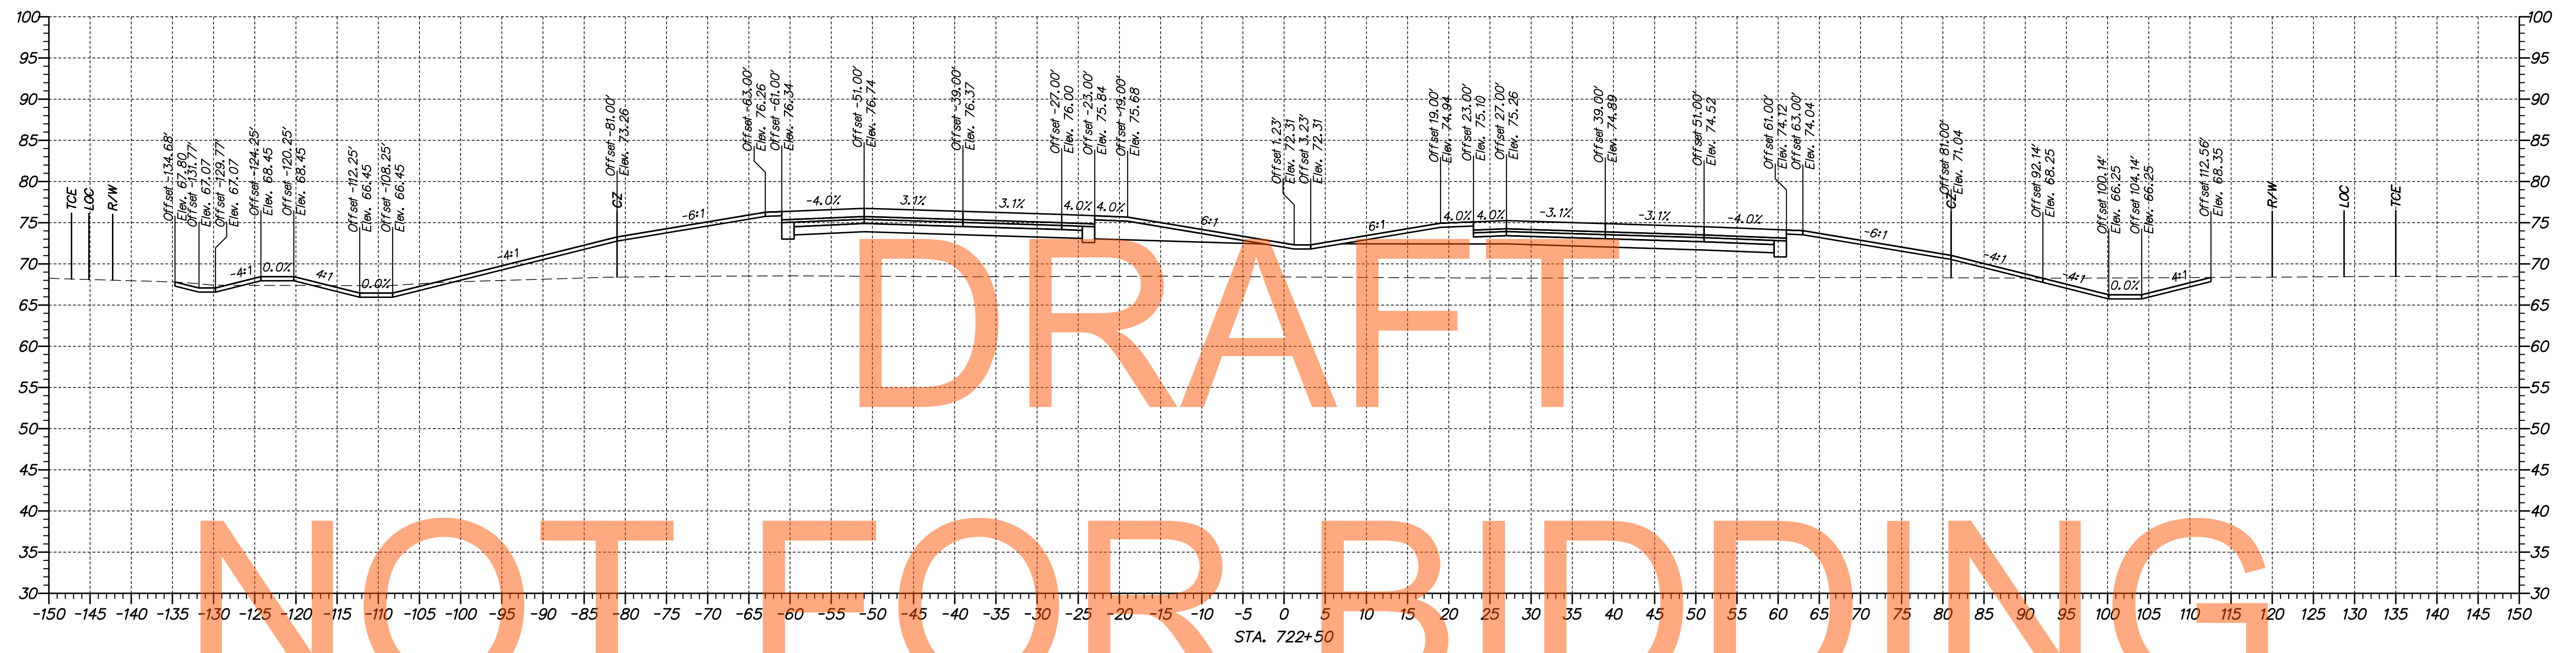 100
95
90
85
80
75
70
65
60
55
50
45
40
35
30
TCE
LOC
R/W
Offset -134.68'
Elev. 67.80
Offset -131.77'
Elev. 67.07
Offset -129.77'
Elev. 67.07
Offset -124.25'
Elev. 68.45
Offset -120.25'
Elev. 68.45
Offset -112.25'
Elev. 66.45
Offset -108.25'
Elev. 66.45
Offset -81.00'
Elev. 73.26
CZ
Offset -63.00'
Elev. 76.26
Offset -61.00'
Elev. 76.34
Offset -51.00'
Elev. 76.74
Offset -39.00'
Elev. 76.37
Offset -27.00'
Elev. 76.00
Offset -23.00'
Elev. 75.84
Offset -19.00'
Elev. 75.68
Offset 1.23'
Elev. 72.31
Offset 3.23'
Elev. 72.31
Offset 19.00'
Elev. 74.94
Offset 23.00'
Elev. 75.10
Offset 27.00'
Elev. 75.26
Offset 39.00'
Elev. 74.89
Offset 51.00'
Elev. 74.52
Offset 61.00'
Elev. 74.12
Offset 63.00'
Elev. 74.04
Offset 81.00'
Elev. 71.04
CZ
Offset 92.14'
Elev. 68.25
Offset 100.14'
Elev. 66.25
Offset 104.14'
Elev. 66.25
Offset 112.56'
Elev. 68.35
R/W
LOC
TCE
-4:1
0.0%
4:1
0.0%
-4:1
-6:1
-4.0%
3.1%
3.1%
4.0%
4.0%
6:1
6:1
4.0%
4.0%
-3.1%
-3.1%
-4.0%
-6:1
-4:1
-4:1
0.0%
4:1
100
95
90
85
80
75
70
65
60
55
50
45
40
35
30
DRAFT
NOT FOR BIDDING
-150 -145 -140 -135 -130 -125 -120 -115 -110 -105 -100 -95 -90 -85 -80 -75 -70 -65 -60 -55 -50 -45 -40 -35 -30 -25 -20 -15 -10 -5 0 5 10 15 20 25 30 35 40 45 50 55 60 65 70 75 80 85 90 95 100 105 110 115 120 125 130 135 140 145 150
STA. 722+50